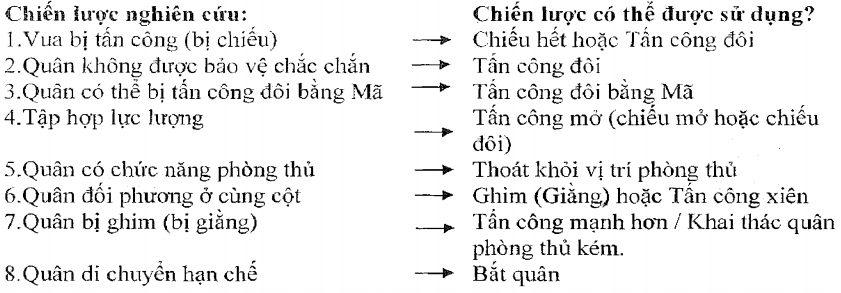 Chiến lược nghiên cứu: Chiến lược có thể được sử dụng?
1.Vua bị tấn công (bị chiếu) → Chiếu hết hoặc Tấn công đôi
2.Quân không được bảo vệ chắc chắn → Tấn công đôi
3.Quân có thể bị tấn công đôi bằng Mã → Tấn công đôi bằng Mã
4.Tập hợp lực lượng → Tấn công mở (chiếu mở hoặc chiếu
đôi)
5.Quân có chức năng phòng thủ → Thoát khỏi vị trí phòng thủ
6.Quân đối phương ở cùng cột → Ghim (Giằng) hoặc Tấn công xiên
7.Quân bị ghim (bị giằng) → Tấn công mạnh hơn / Khai thác quân
phòng thủ kém.
8.Quân di chuyển hạn chế → Bắt quân